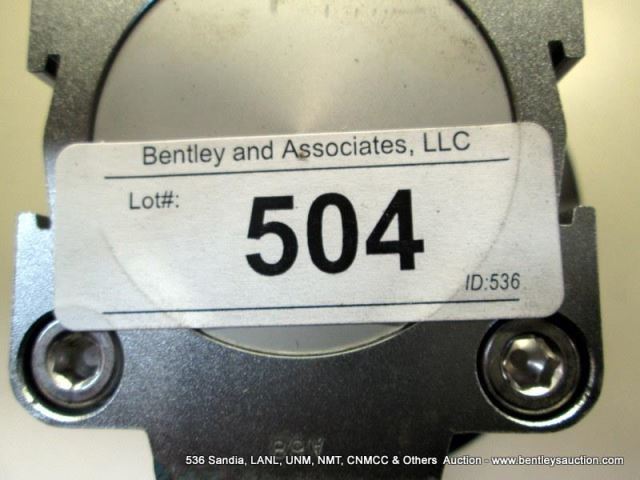 Bentley and Associates, LLC
Lot#:
504
ID:536
536 Sandia, LANL, UNM, NMT, CNMCC & Others Auction - www.bentleysauction.com